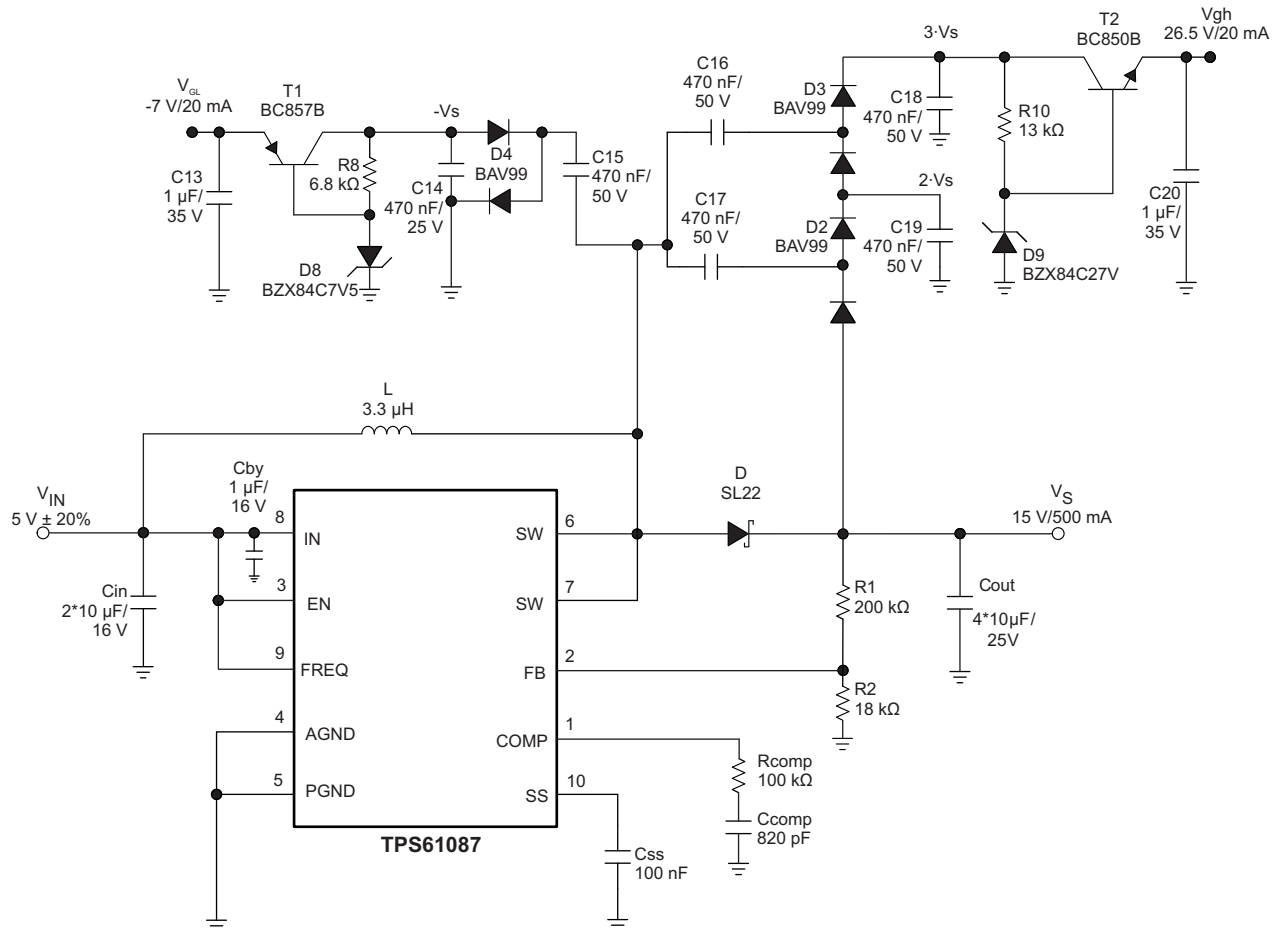 T2
BC850B
Vgh
26.5 V/20 mA
3·Vs
C16
470 nF/
50 V
D3
BAV99
C18
470 nF/
50 V
R10
13 kΩ
VGL
-7 V/20 mA
T1
BC857B
-Vs
D4
BAV99
C15
470 nF/
50 V
R8
6.8 kΩ
C13
1 µF/
35 V
C14
470 nF/
25 V
C17
470 nF/
50 V
2·Vs
D2
BAV99
C19
470 nF/
50 V
C20
1 µF/
35 V
D8
BZX84C7V5
D9
BZX84C27V
L
3.3 µH
Cby
1 µF/
16 V
D
SL22
VIN
5 V ± 20%
VS
15 V/500 mA
8
IN
SW
6
3
EN
SW
7
Cin
2*10 µF/
16 V
R1
200 kΩ
Cout
4*10µF/
25V
9
FREQ
FB
2
R2
18 kΩ
4
AGND
COMP
1
Rcomp
100 kΩ
5
PGND
SS
10
Ccomp
820 pF
TPS61087
Css
100 nF